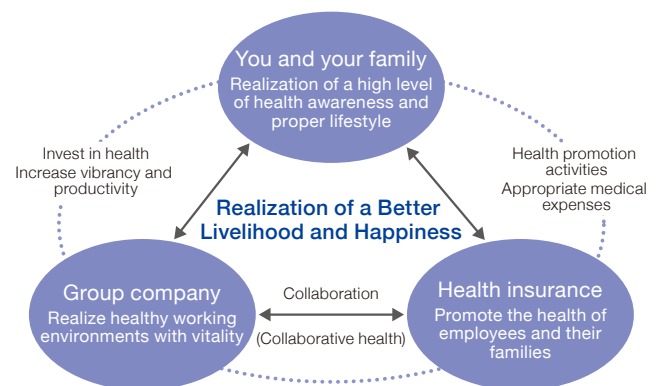 You and your family
Realization of a high level
of health awareness and
proper lifestyle
Invest in health
Increase vibrancy and
productivity
Health promotion
activities
Appropriate medical
expenses
Realization of a Better
Livelihood and Happiness
Group company
Realize healthy working
environments with vitality
Collaboration
(Collaborative health)
Health insurance
Promote the health of
employees and their
families